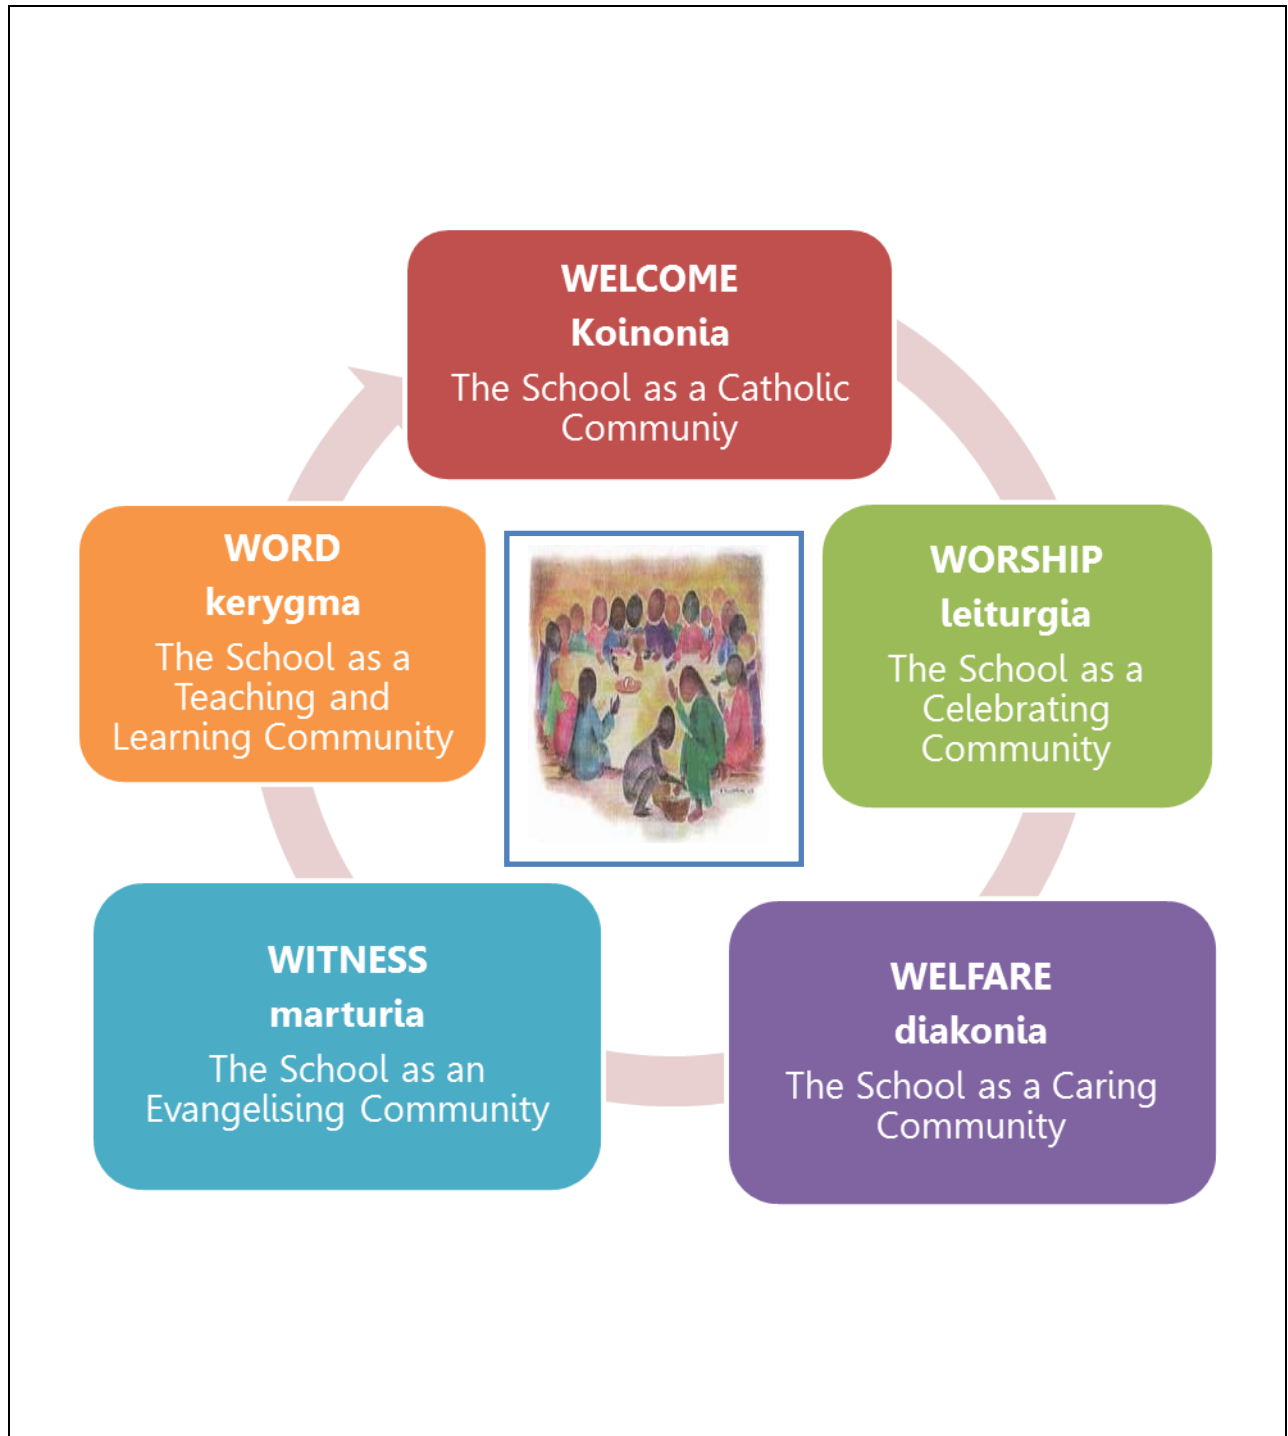 WELCOME
Koinonia
The School as a Catholic
Communiy
WORSHIP
leiturgia
The School as a
Celebrating
Community
WELFARE
diakonia
The School as a Caring
Community
WITNESS
marturia
The School as an
Evangelising Community
WORD
kerygma
The School as a
Teaching and
Learning Community